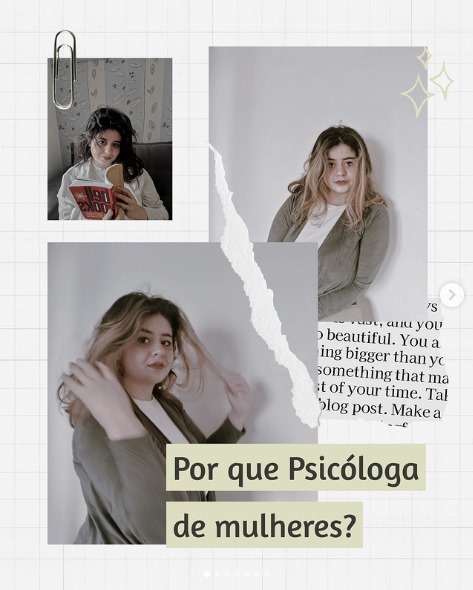 vast, and you
beautiful. You a
ing bigger than yo
something that ma
st of your time. Tal
blog post. Make a
Por que Psicóloga
de mulheres?